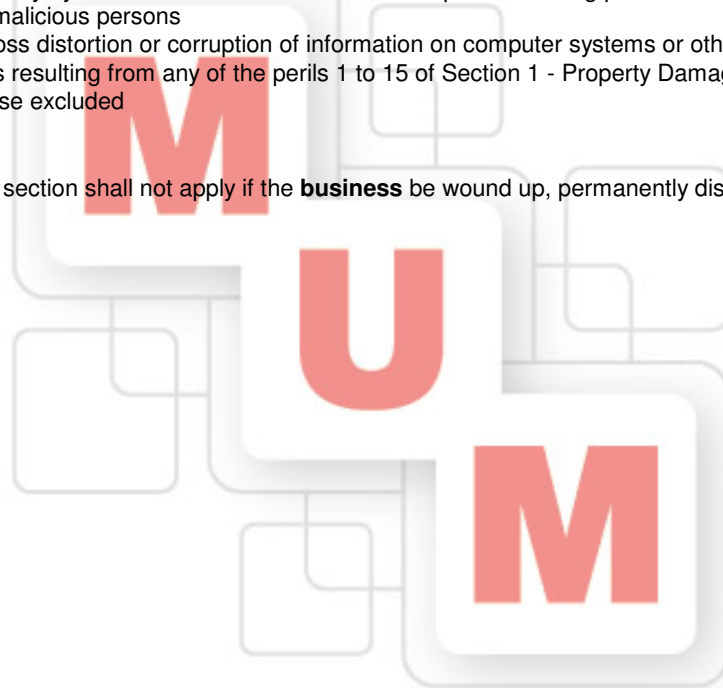 malicious persons
oss distortion or corruption of information on computer systems or oth
s resulting from any of the perils 1 to 15 of Section 1 - Property Damag
se excluded
section shall not apply if the business be wound up, permanently dis
M
U
M